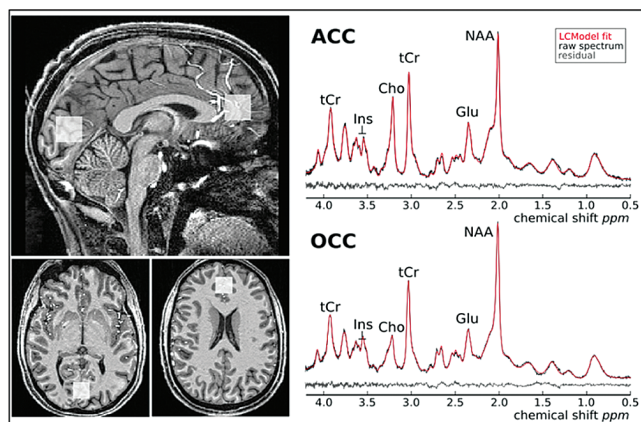 ACC
NAA
LCModel fit
raw spectrum
residual
tCr
Cho
tCr
Ins
Glu
4.0 3.5 3.0 2.5 2.0 1.5 1.0 0.5
chemical shift ppm
OCC
NAA
tCr
tCr
Ins
Cho
Glu
4.0 3.5 3.0 2.5 2.0 1.5 1.0 0.5
chemical shift ppm